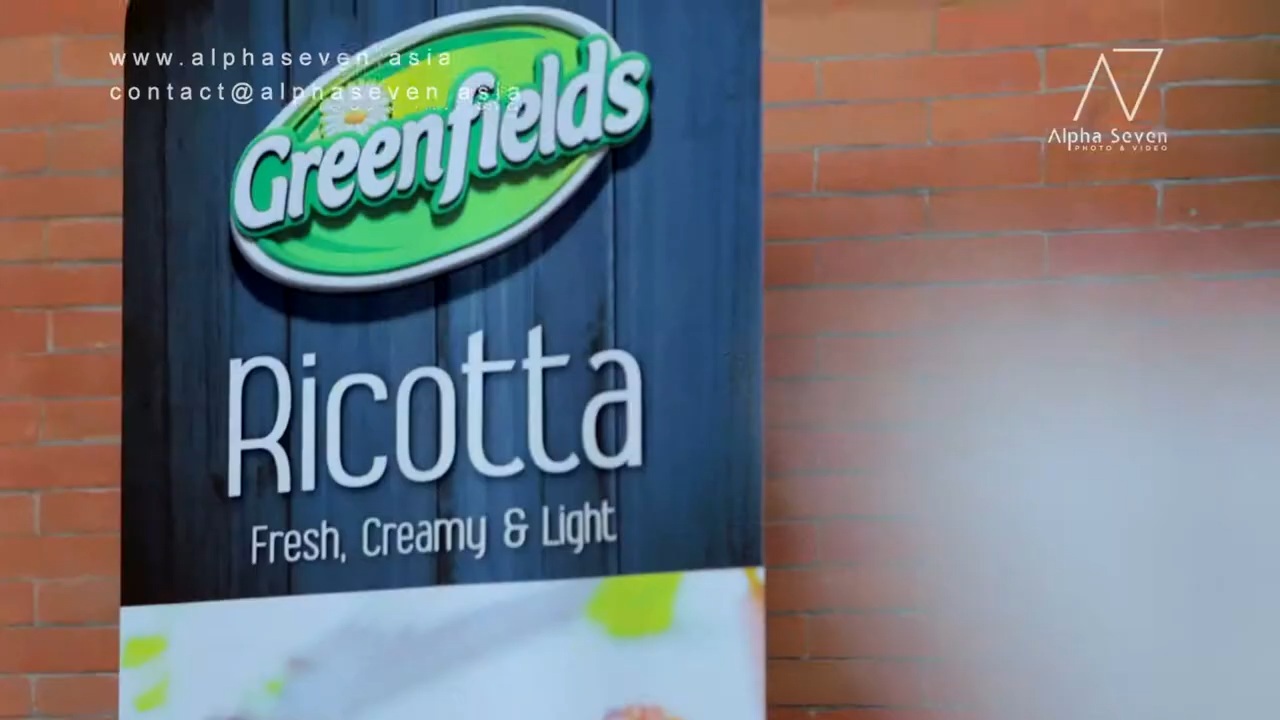 www.alphaseven.asia
contact@alphaseven.asia
Alpha Seven
PHOTO & VIDEO
Greenfields
Ricotta
Fresh, Creamy & Light